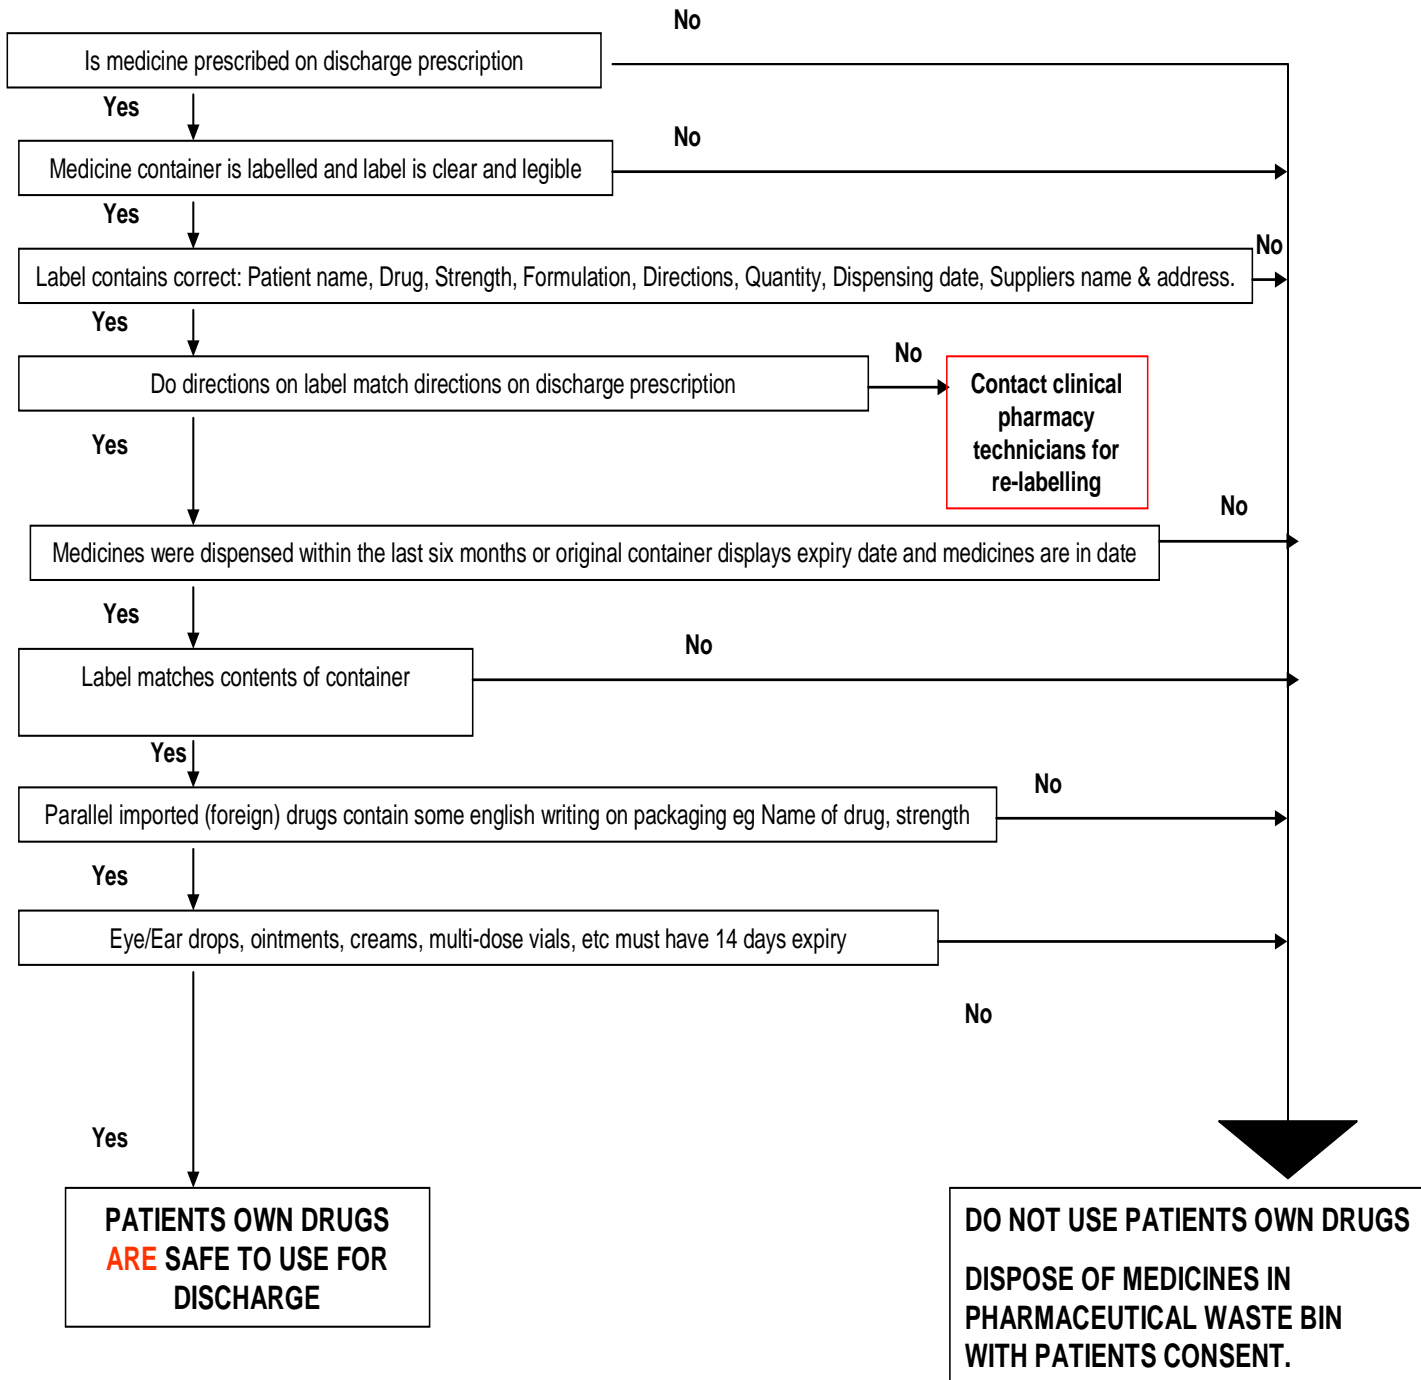 No
Is medicine prescribed on discharge prescription
Yes
No
Medicine container is labelled and label is clear and legible
Yes
No
Label contains correct: Patient name, Drug, Strength, Formulation, Directions, Quantity, Dispensing date, Suppliers name & address.
Yes
No
Do directions on label match directions on discharge prescription
Contact clinical
pharmacy
technicians for
re-labelling
Yes
No
Medicines were dispensed within the last six months or original container displays expiry date and medicines are in date
Yes
No
Label matches contents of container
Yes
No
Parallel imported (foreign) drugs contain some english writing on packaging eg Name of drug, strength
Yes
Eye/Ear drops, ointments, creams, multi-dose vials, etc must have 14 days expiry
No
Yes
PATIENTS OWN DRUGS
ARE SAFE TO USE FOR
DISCHARGE
DO NOT USE PATIENTS OWN DRUGS
DISPOSE OF MEDICINES IN
PHARMACEUTICAL WASTE BIN
WITH PATIENTS CONSENT.